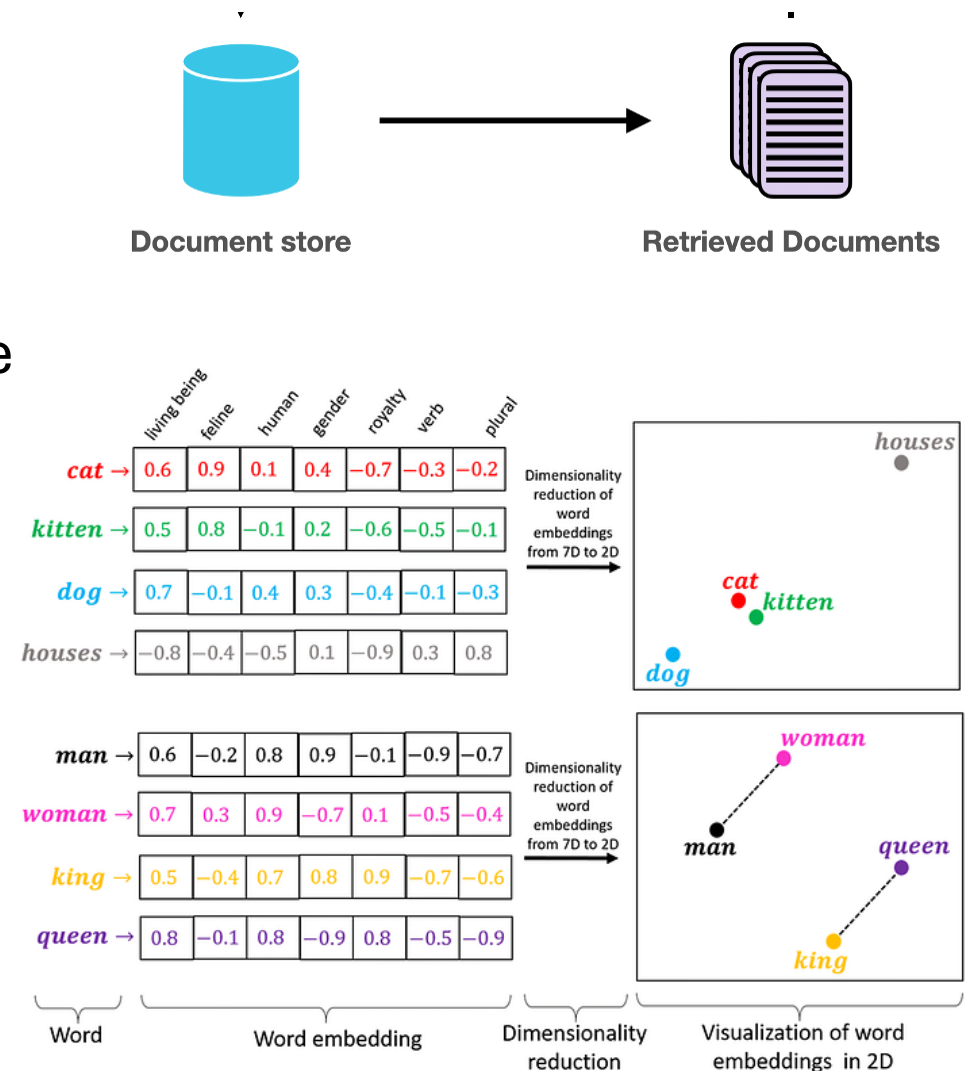 Document store
Retrieved Documents
e
living being feline human gender royalty verb plural
cat → 0.6 0.9 0.1 0.4 −0.7 −0.3 −0.2
kitten → 0.5 0.8 −0.1 0.2 −0.6 −0.5 −0.1
dog → 0.7 −0.1 0.4 0.3 −0.4 −0.1 −0.3
houses → −0.8 −0.4 −0.5 0.1 −0.9 0.3 0.8
Dimensionality
reduction of
word
embeddings
from 7D to 2D
houses
cat
kitten
dog
man → 0.6 −0.2 0.8 0.9 −0.1 −0.9 −0.7
woman → 0.7 0.3 0.9 −0.7 0.1 −0.5 −0.4
king → 0.5 −0.4 0.7 0.8 0.9 −0.7 −0.6
queen → 0.8 −0.1 0.8 −0.9 0.8 −0.5 −0.9
Dimensionality
reduction of
word
embeddings
from 7D to 2D
woman
man
queen
king
Word
Word embedding
Dimensionality
reduction
Visualization of word
embeddings in 2D